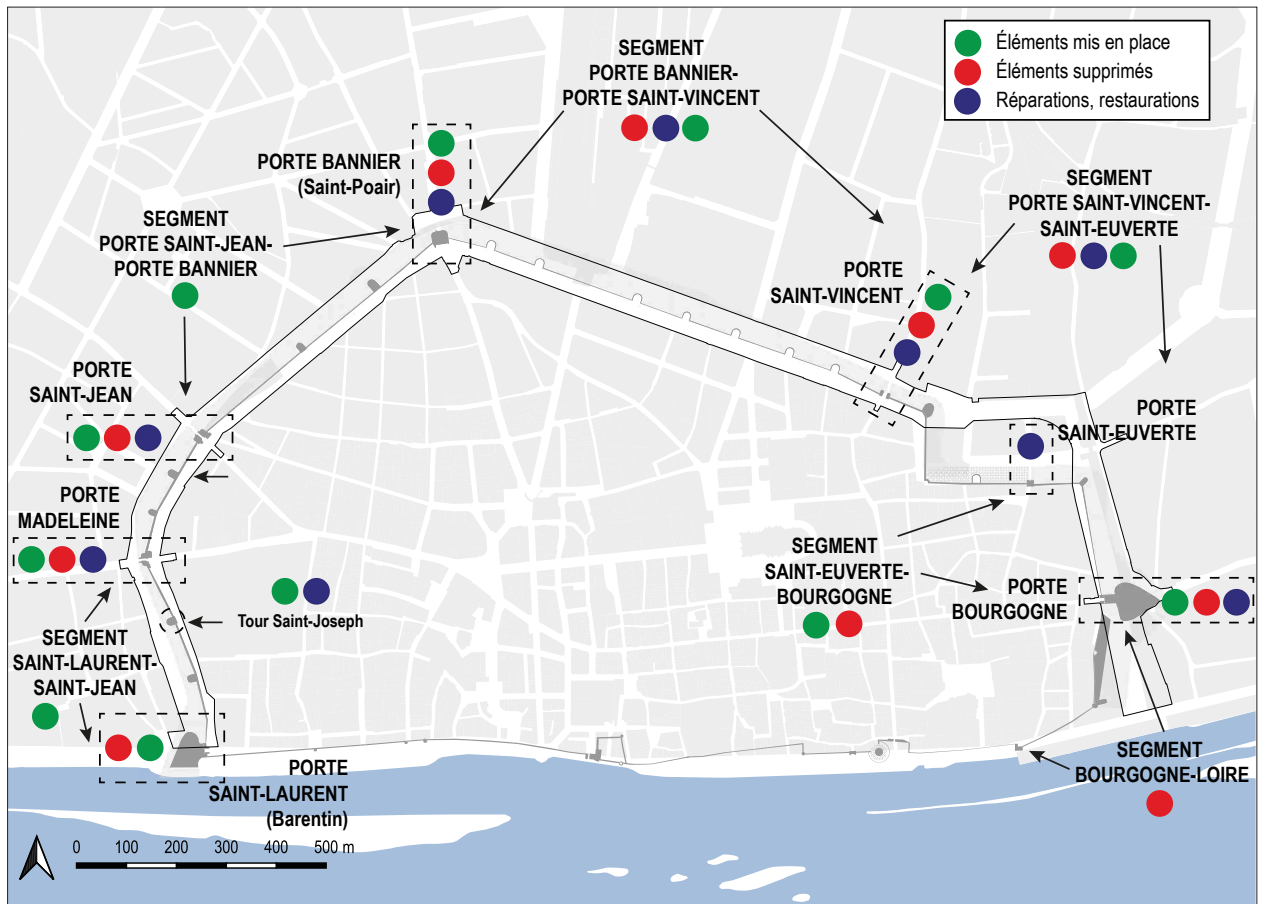 Éléments mis en place
Éléments supprimés
Réparations, restaurations
SEGMENT
PORTE BANNIER-
PORTE SAINT-VINCENT
PORTE BANNIER
(Saint-Poair)
SEGMENT
PORTE SAINT-VINCENT-
SAINT-EUVERTE
SEGMENT
PORTE SAINT-JEAN-
PORTE BANNIER
PORTE
SAINT-VINCENT
PORTE
SAINT-JEAN
PORTE
SAINT-EUVERTE
PORTE
MADELEINE
SEGMENT
SAINT-EUVERTE-
BOURGOGNE
PORTE
BOURGOGNE
Tour Saint-Joseph
SEGMENT
SAINT-LAURENT-
SAINT-JEAN
PORTE
SAINT-LAURENT
(Barentin)
SEGMENT
BOURGOGNE-LOIRE
0 100 200 300 400 500 m